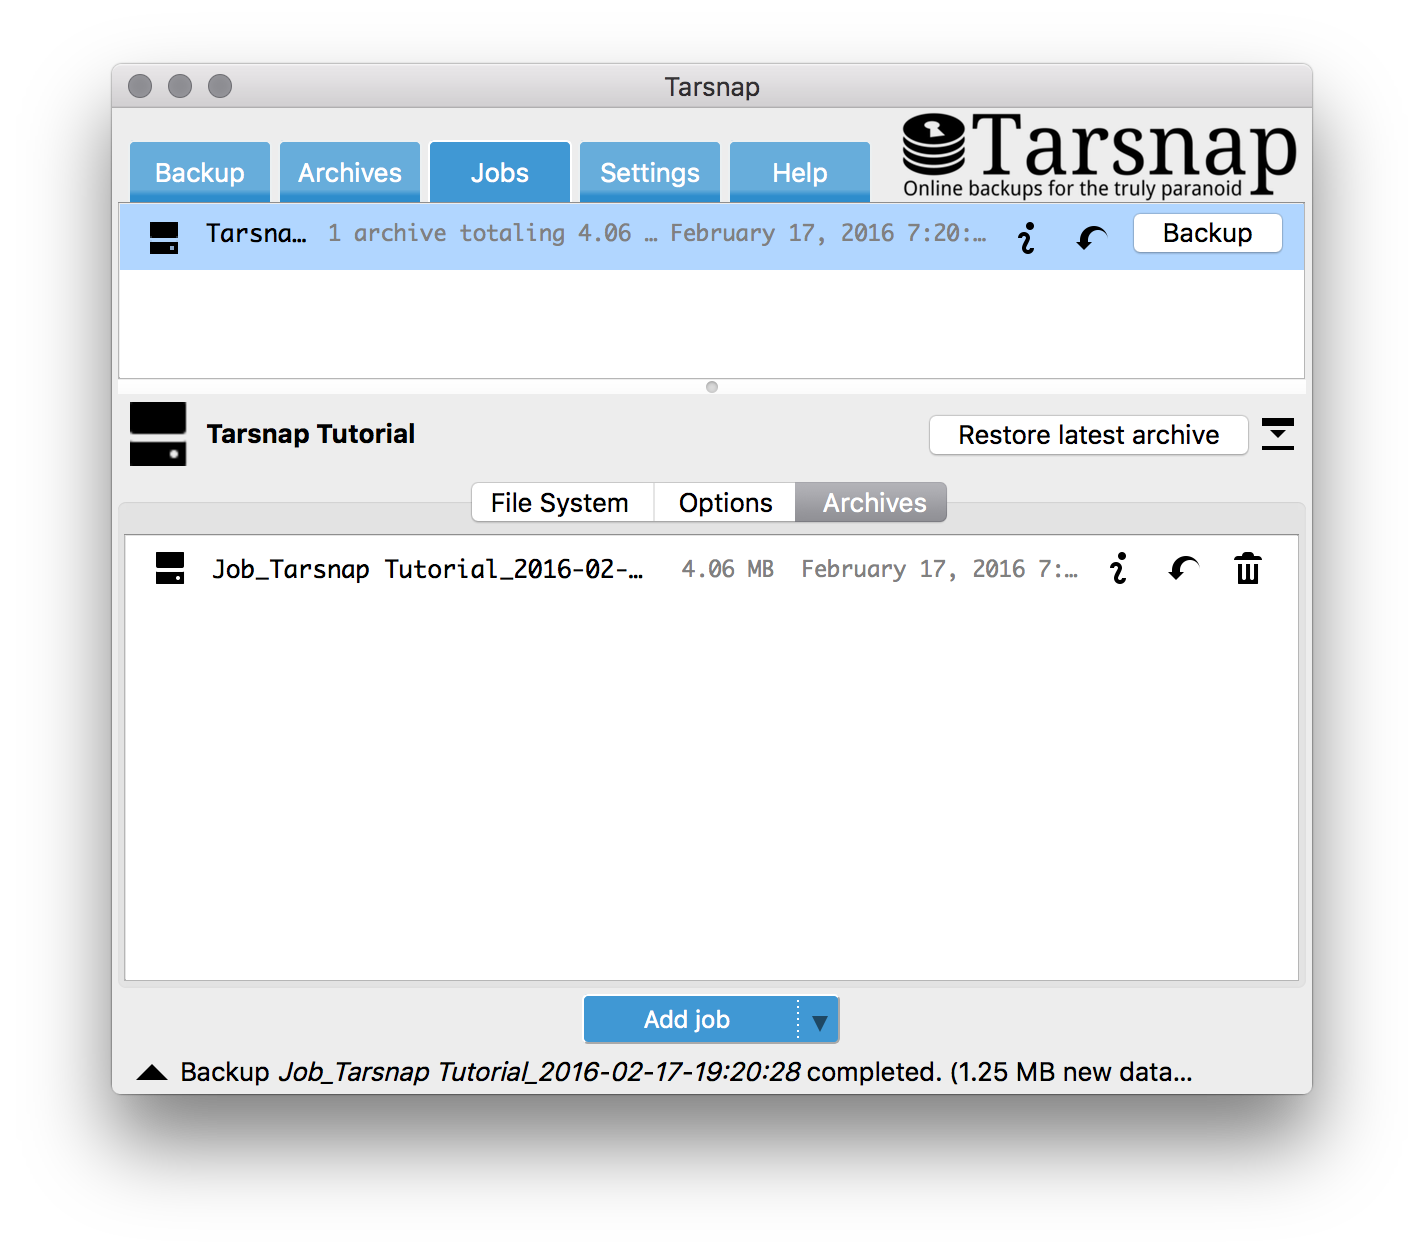 Tarsnap
Backup Archives Jobs Settings Help
Tarsnap
Online backups for the truly paranoid
Tarsna… 1 archive totaling 4.06 … February 17, 2016 7:20:… Backup
Tarsnap Tutorial Restore latest archive
File System Options Archives
Job_Tarsnap Tutorial_2016-02-… 4.06 MB February 17, 2016 7:…
Add job
Backup Job_Tarsnap Tutorial_2016-02-17-19:20:28 completed. (1.25 MB new data...